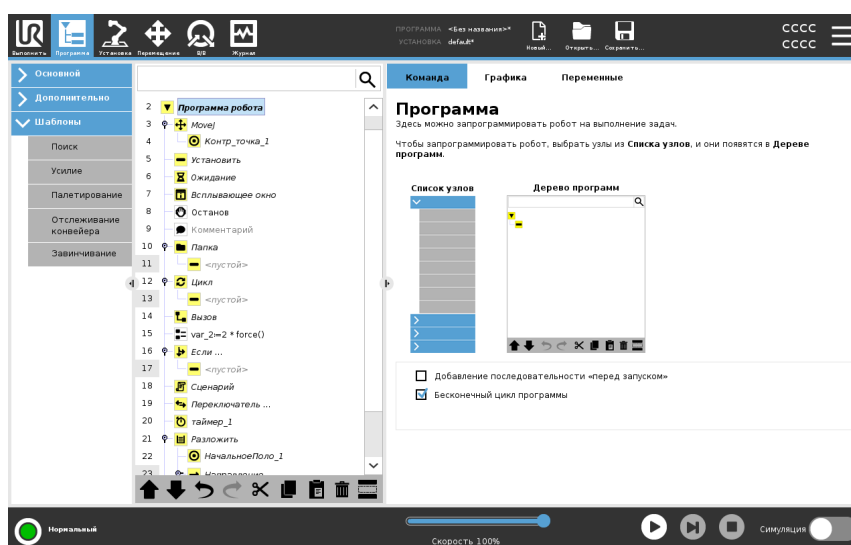 UR
ПРОГРАММА <Без названия>*
УСТАНОВКА default*
CCCC
CCCC
Выполнить Программа Установка Перемещение В/В Журнал
Новый... Открыть... Сохранить...
Основной
Дополнительно
Шаблоны
Поиск
Усилие
Палетирование
Отслеживание
конвейера
Завинчивание
2 Программа робота
3 MoveJ
4 Контр_точка_1
5 Установить
6 Ожидание
7 Всплывающее окно
8 Останов
9 Комментарий
10 Папка
11 <пустой>
12 Цикл
13 <пустой>
14 Вызов
15 var_2:=2 * force()
16 Если ...
17 <пустой>
18 Сценарий
19 Переключатель ...
20 таймер_1
21 Разложить
22 НачальноеПоло_1
23 Направление
Команда Графика Переменные
Программа
Здесь можно запрограммировать робот на выполнение задач.
Чтобы запрограммировать робот, выбрать узлы из Списка узлов, и они появятся в Дереве
программ.
Список узлов Дерево программ
Добавление последовательности «перед запуском»
Бесконечный цикл программы
Нормальный
Скорость 100%
Симуляция